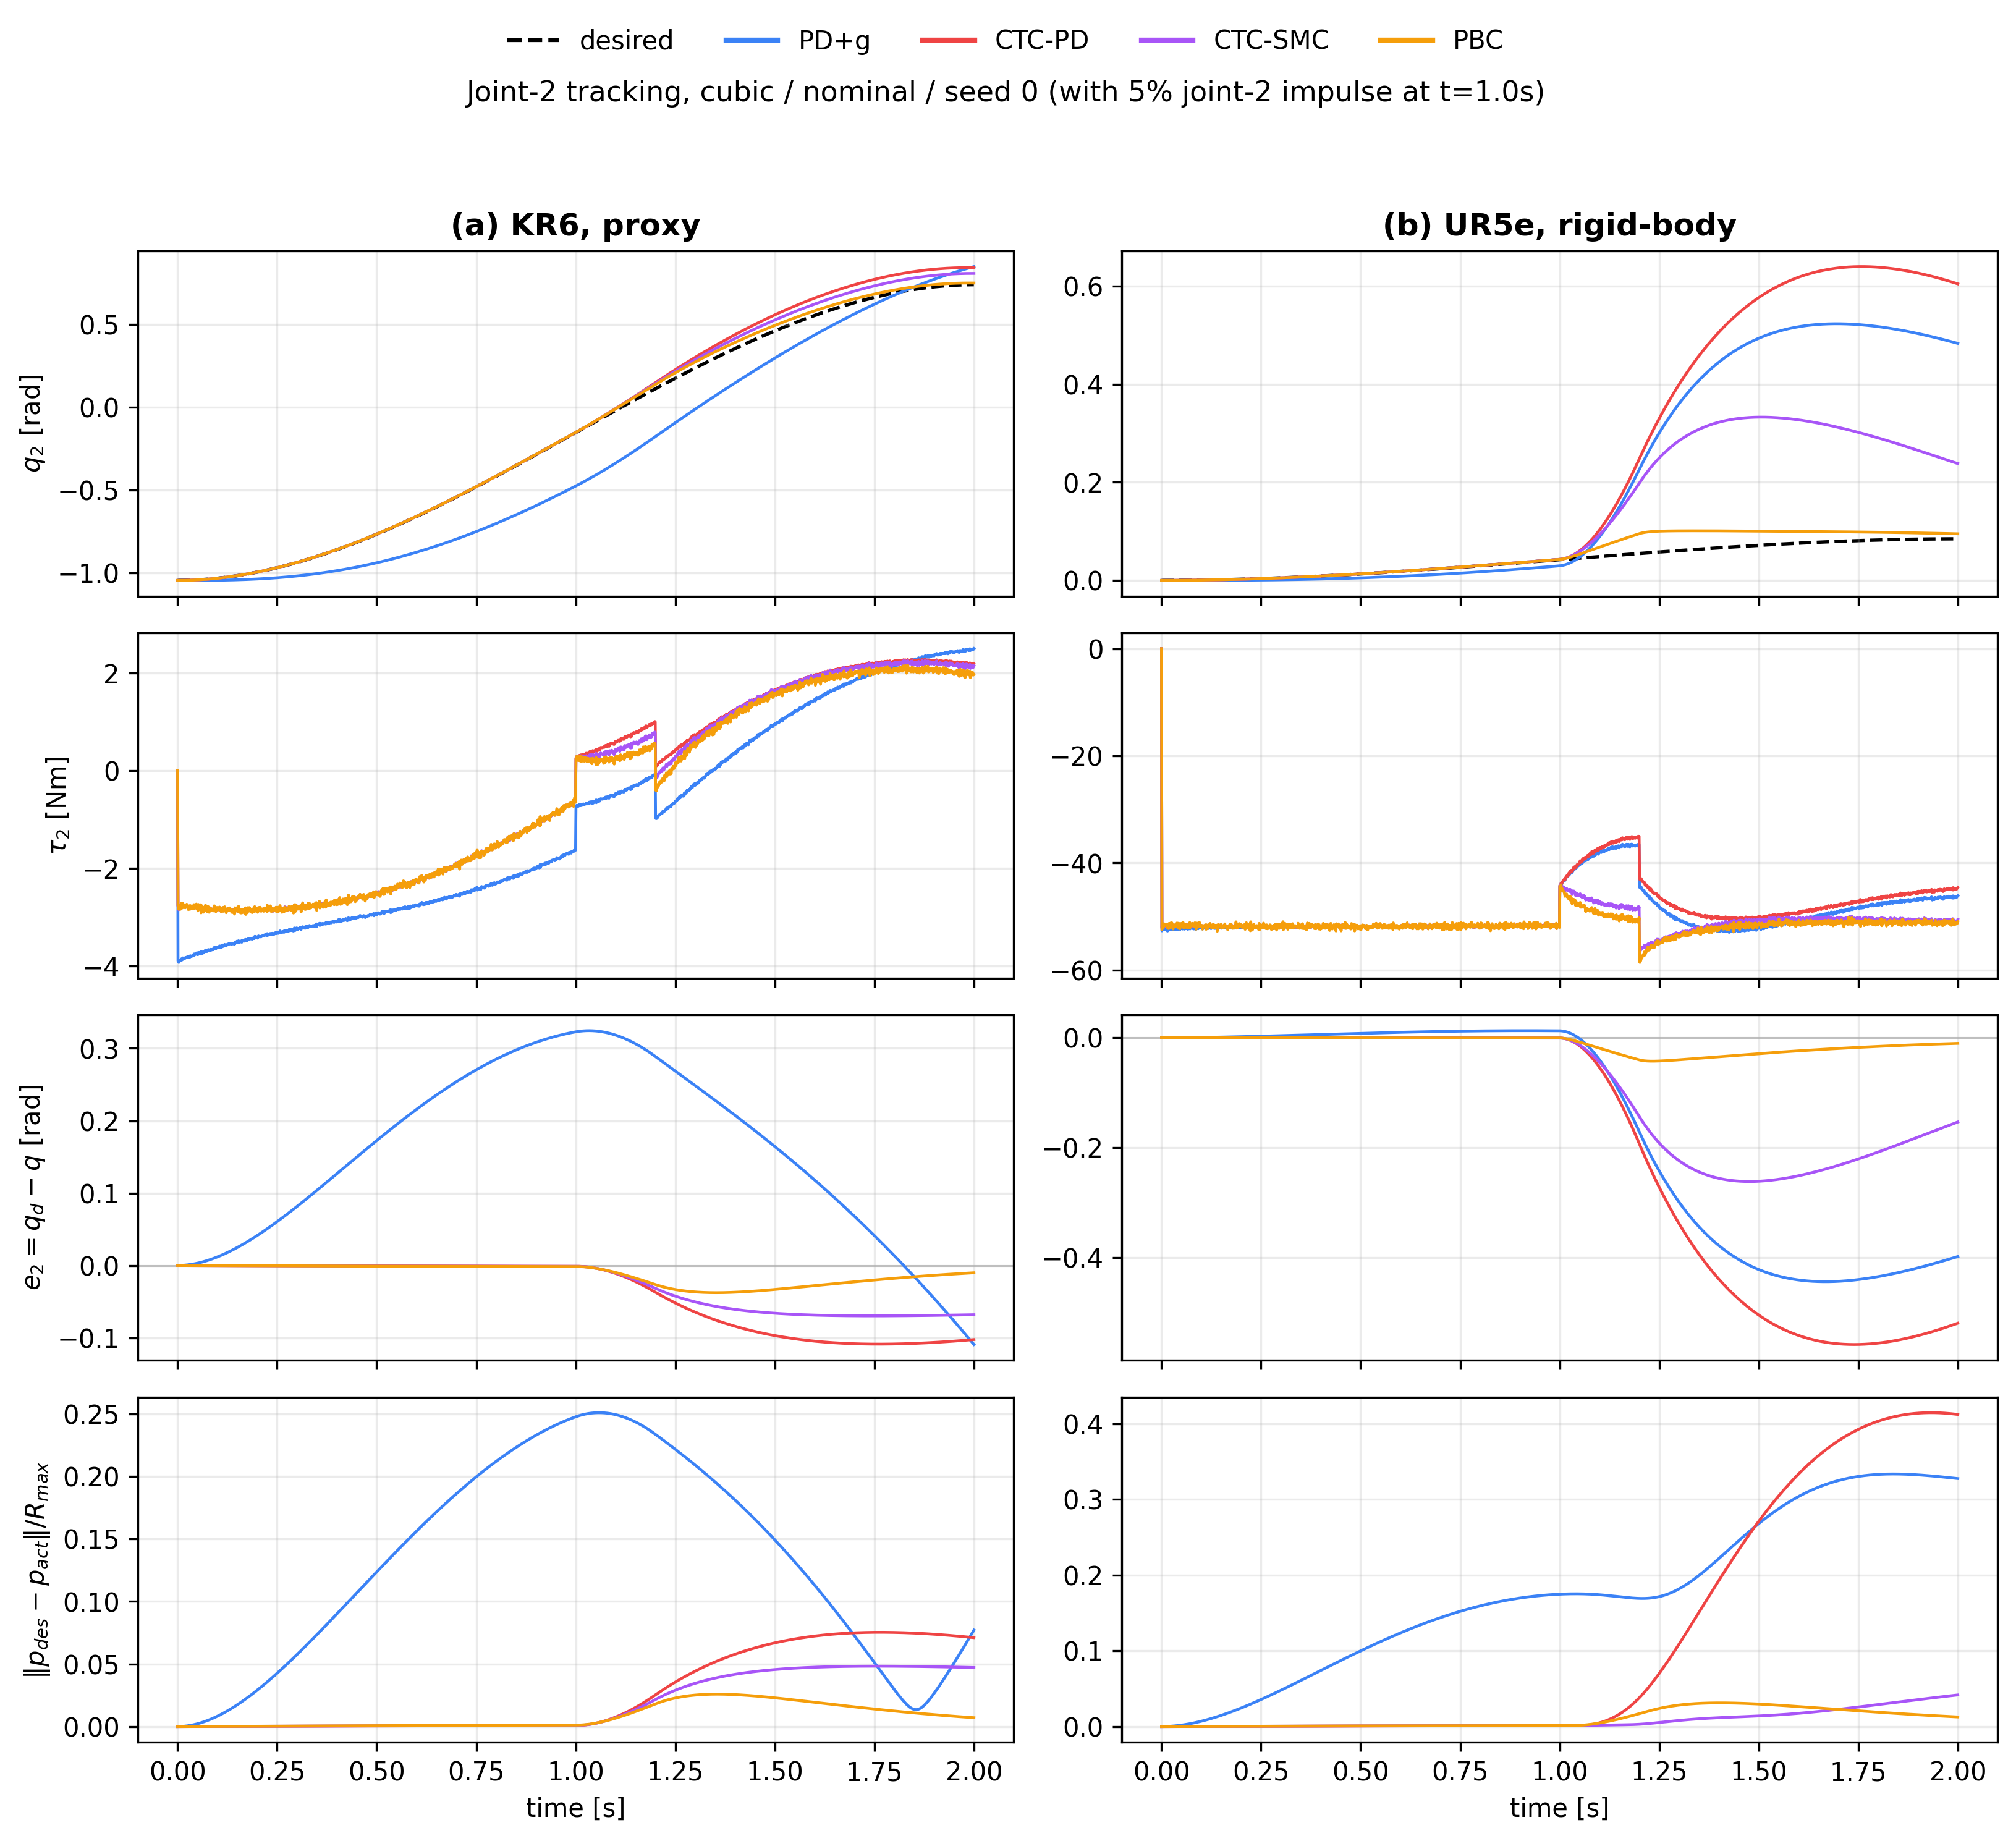 desired PD+g CTC-PD CTC-SMC PBC
Joint-2 tracking, cubic / nominal / seed 0 (with 5% joint-2 impulse at t=1.0s)
(a) KR6, proxy
q₂ [rad]
0.5
0.0
−0.5
−1.0
(b) UR5e, rigid-body
0.6
0.4
0.2
0.0
τ₂ [Nm]
2
0
−2
−4
0
−20
−40
−60
e₂ = q_d − q [rad]
0.3
0.2
0.1
0.0
−0.1
0.0
−0.2
−0.4
‖p_des − p_act‖/R_max
0.25
0.20
0.15
0.10
0.05
0.00
0.00 0.25 0.50 0.75 1.00 1.25 1.50 1.75 2.00
time [s]
0.4
0.3
0.2
0.1
0.0
0.00 0.25 0.50 0.75 1.00 1.25 1.50 1.75 2.00
time [s]